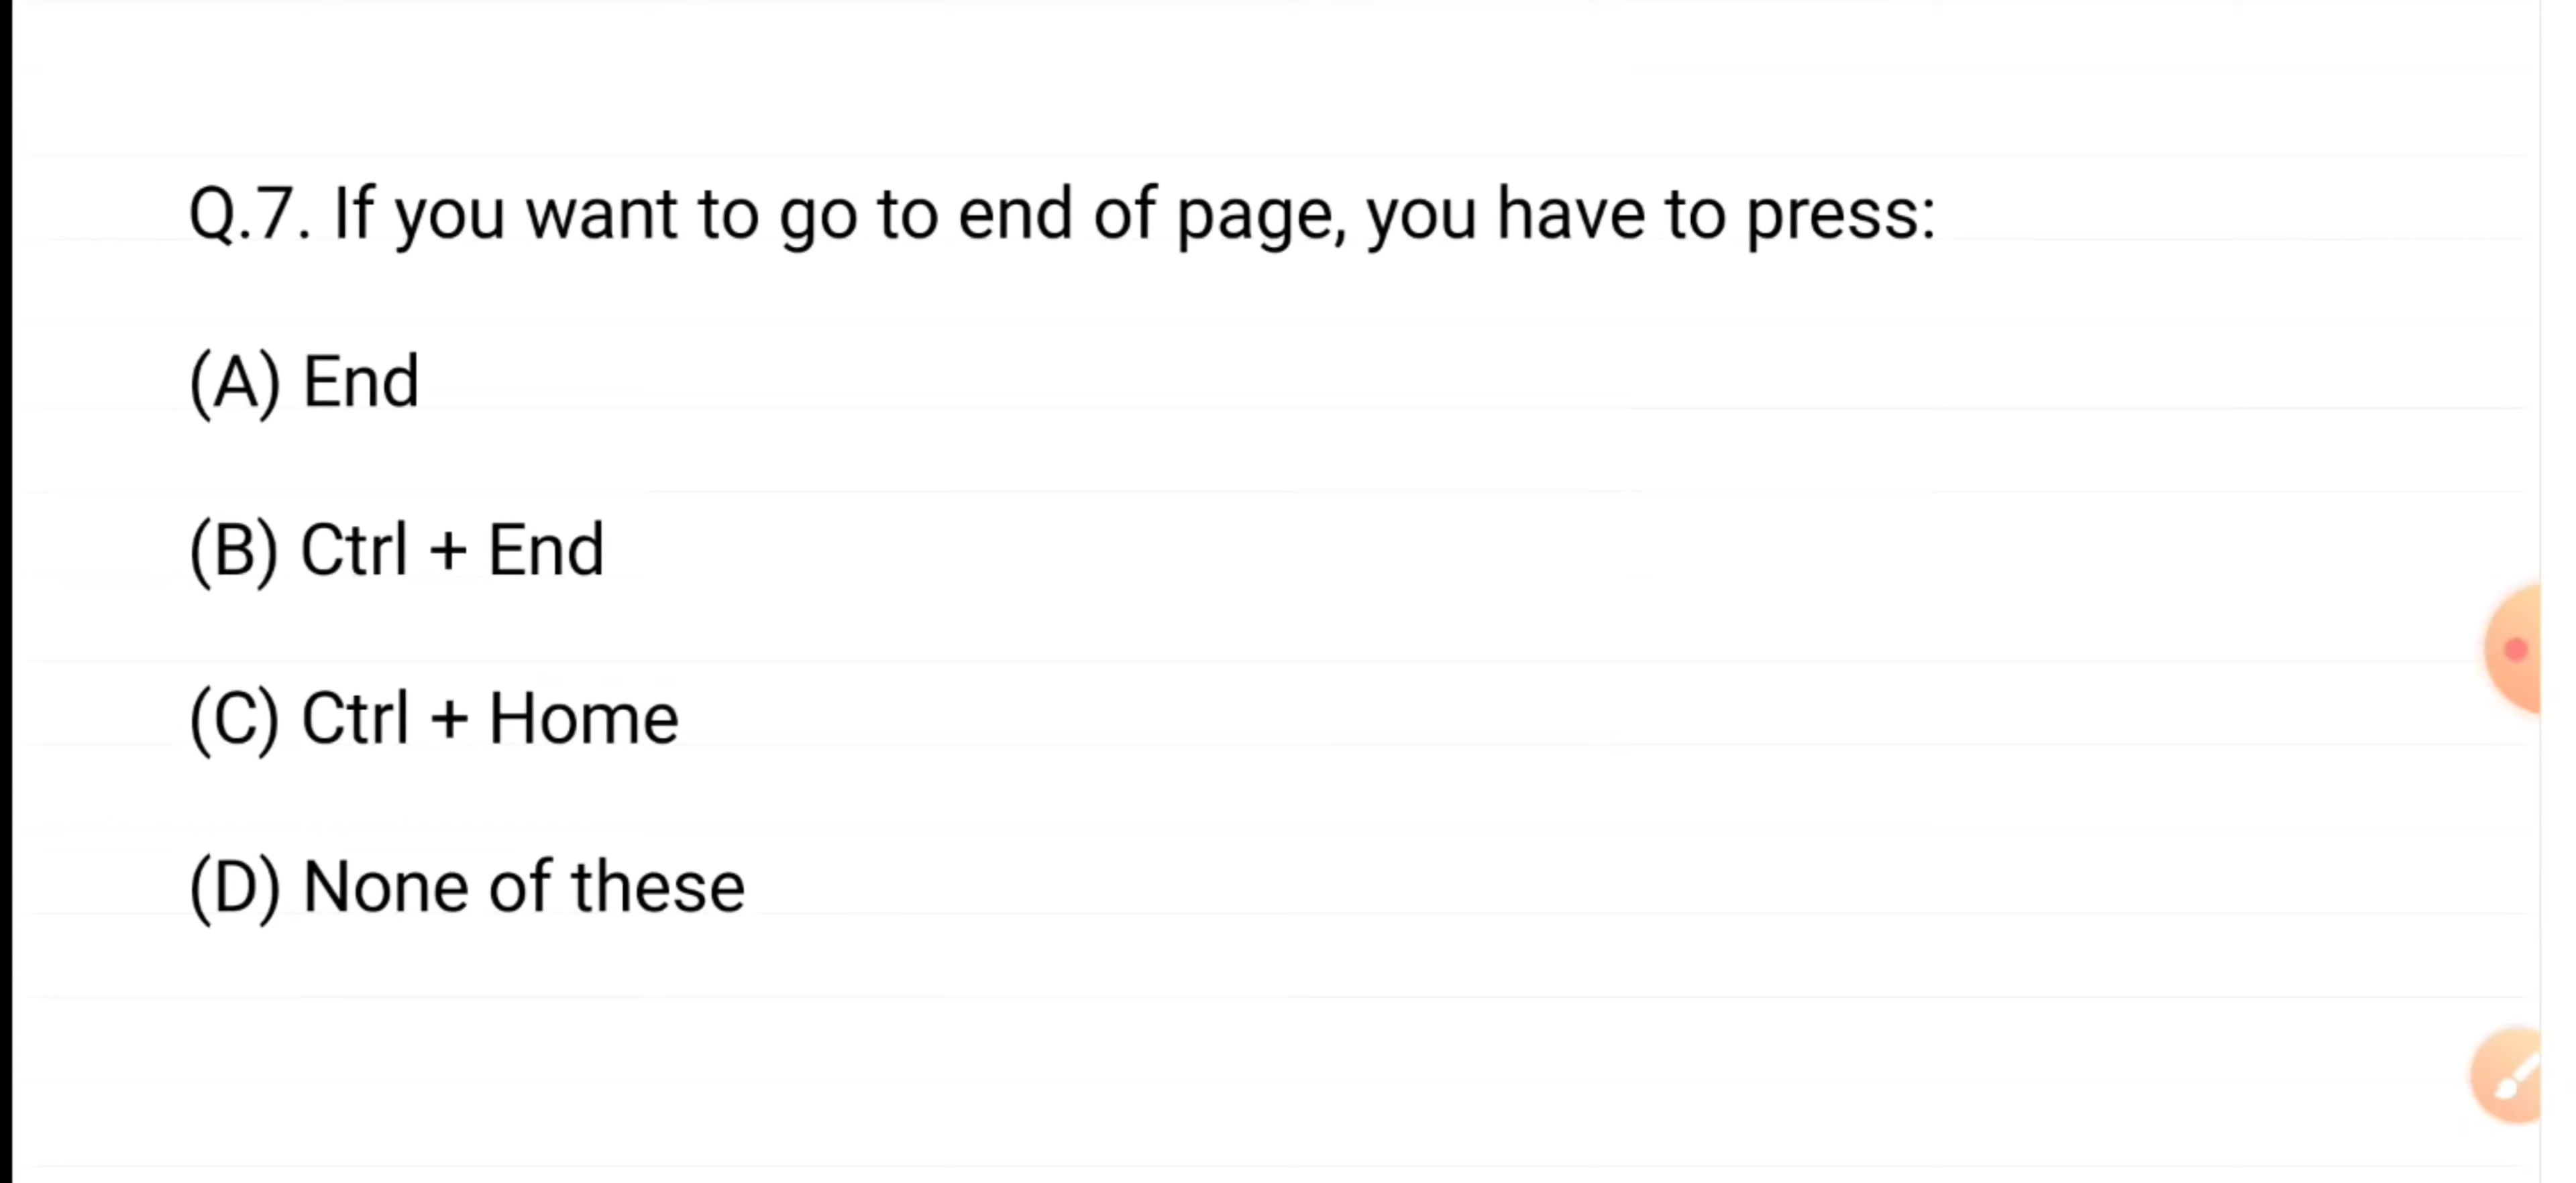 Q.7. If you want to go to end of page, you have to press:
(A) End
(B) Ctrl + End
(C) Ctrl + Home
(D) None of these